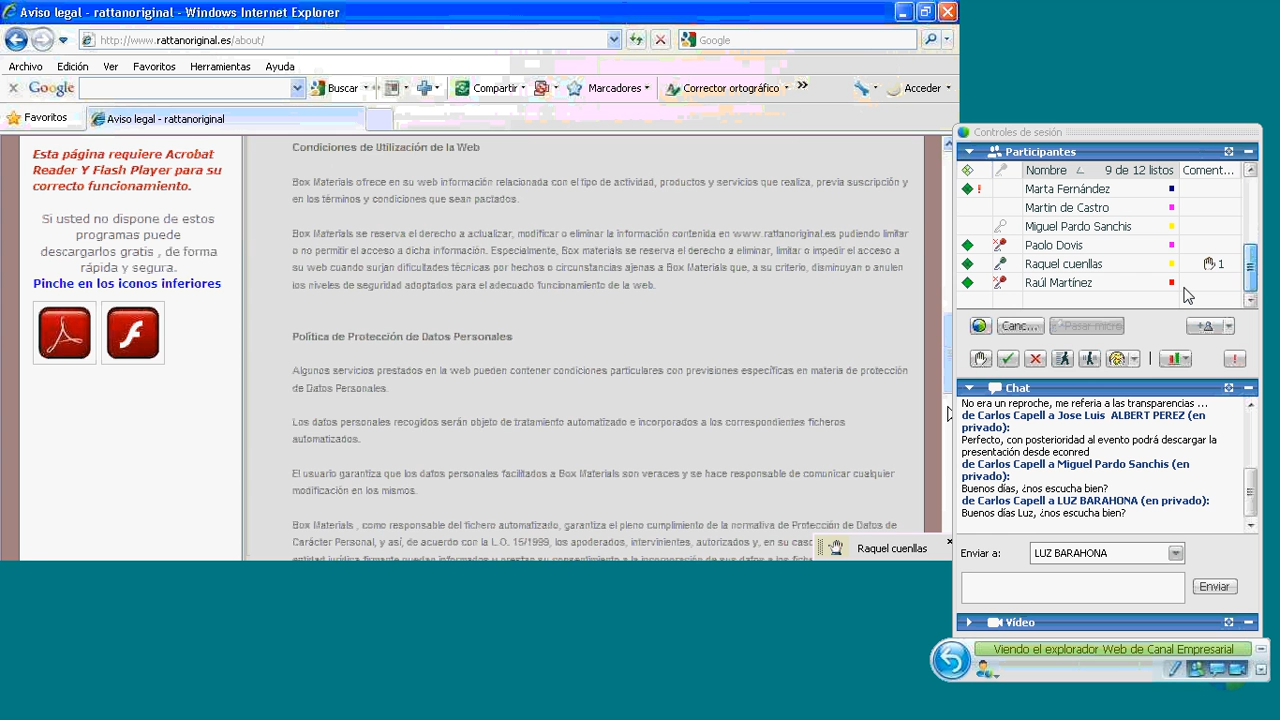 Aviso legal - rattanoriginal - Windows Internet Explorer
http://www.rattanoriginal.es/about/
Google
Archivo Edición Ver Favoritos Herramientas Ayuda
x Google Buscar Compartir Marcadores Corrector ortográfico Acceder
Favoritos Aviso legal - rattanoriginal
Esta página requiere Acrobat
Reader Y Flash Player para su
correcto funcionamiento.
Si usted no dispone de estos
programas puede
descargarlos gratis , de forma
rápida y segura.
Pinche en los iconos inferiores
Condiciones de Utilización de la Web
Box Materials ofrece en su web información relacionada con el tipo de actividad, productos y servicios que realiza, previa suscripción y
en los términos y condiciones que sean pactados.
Box Materials se reserva el derecho a actualizar, modificar o eliminar la información contenida en www.rattanoriginal.es pudiendo limitar
o no permitir el acceso a dicha información. Especialmente, Box materials se reserva el derecho a eliminar, limitar o impedir el acceso a
su web cuando surjan dificultades técnicas por hechos o circunstancias ajenas a Box Materials que, a su criterio, disminuyan o anulen
los niveles de seguridad adoptados para el adecuado funcionamiento de la web.
Política de Protección de Datos Personales
Algunos servicios prestados en la web pueden contener condiciones particulares con previsiones específicas en materia de protección
de Datos Personales.
Los datos personales recogidos serán objeto de tratamiento automatizado e incorporados a los correspondientes ficheros
automatizados.
El usuario garantiza que los datos personales facilitados a Box Materials son veraces y se hace responsable de comunicar cualquier
modificación en los mismos.
Box Materials , como responsable del fichero automatizado, garantiza el pleno cumplimiento de la normativa de Protección de Datos de
Carácter Personal, y así, de acuerdo con la L.O. 15/1999, los apoderados, intervinientes, autorizados y, en su caso
Raquel cuenllas
Controles de sesión
Participantes
Nombre 9 de 12 listos Coment...
Marta Fernández
Martin de Castro
Miguel Pardo Sanchis
Paolo Dovis
Raquel cuenllas 1
Raúl Martínez
Canc... Pasar micro
Chat
No era un reproche, me referia a las transparencias ...
de Carlos Capell a Jose Luis ALBERT PEREZ (en
privado):
Perfecto, con posterioridad al evento podrá descargar la
presentación desde econred
de Carlos Capell a Miguel Pardo Sanchis (en
privado):
Buenos días, ¿nos escucha bien?
de Carlos Capell a LUZ BARAHONA (en privado):
Buenos días Luz, ¿nos escucha bien?
Enviar a: LUZ BARAHONA
Enviar
Vídeo
Viendo el explorador Web de Canal Empresarial